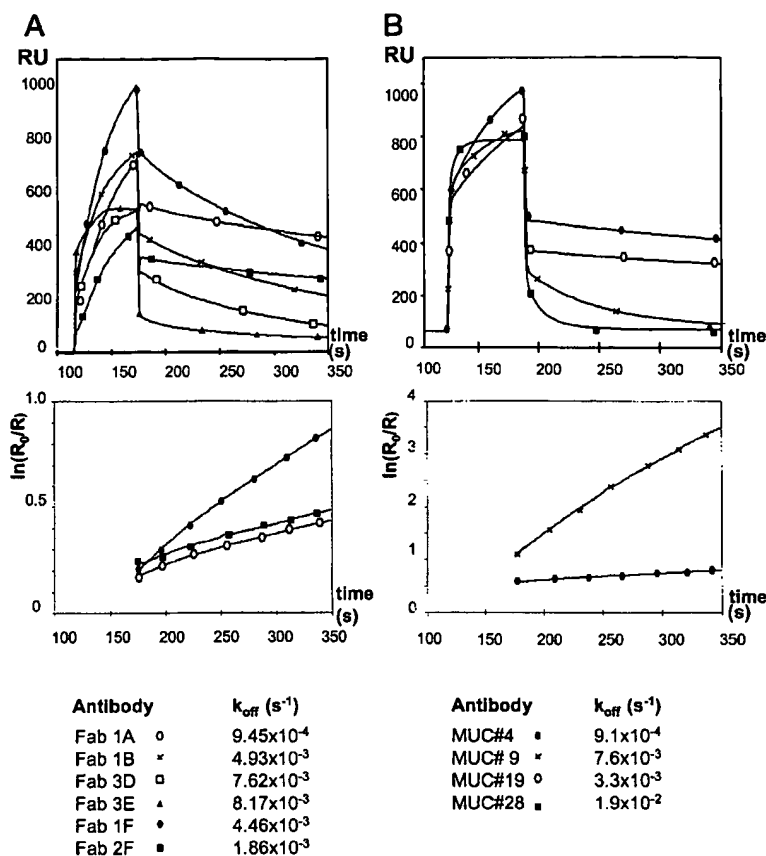 A
RU
1000
800
600
400
200
0
time
(s)
100 150 200 250 300 350
B
RU
1000
800
600
400
200
0
time
(s)
100 150 200 250 300 350
ln(R₀/R)
1.0
0.5
0
time
(s)
100 150 200 250 300 350
ln(R₀/R)
4
3
2
1
0
time
(s)
100 150 200 250 300 350
Antibody k_off (s⁻¹)
Fab 1A 9.45x10⁻⁴
Fab 1B 4.93x10⁻³
Fab 3D 7.62x10⁻³
Fab 3E 8.17x10⁻³
Fab 1F 4.46x10⁻³
Fab 2F 1.86x10⁻³
Antibody k_off (s⁻¹)
MUC#4 9.1x10⁻⁴
MUC# 9 7.6x10⁻³
MUC#19 3.3x10⁻³
MUC#28 1.9x10⁻²